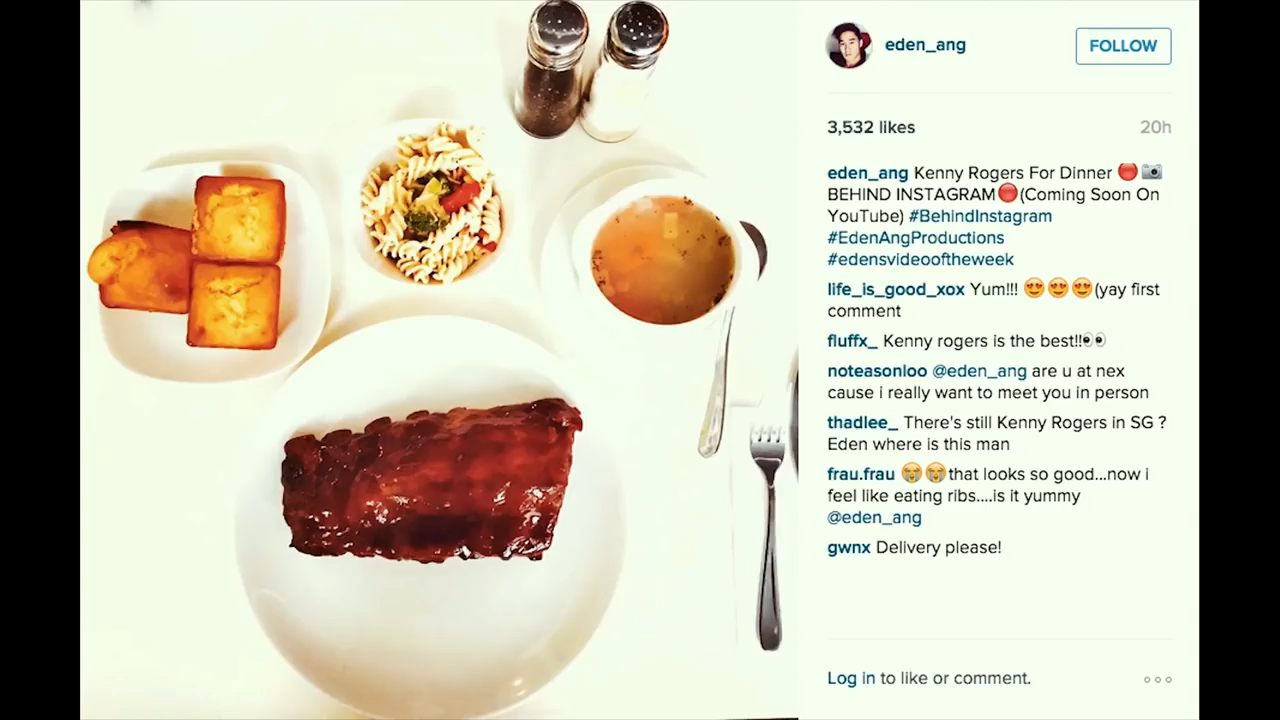 eden_ang
FOLLOW
3,532 likes
20h
eden_ang Kenny Rogers For Dinner 🔴📷
BEHIND INSTAGRAM🔴(Coming Soon On
YouTube) #BehindInstagram
#EdenAngProductions
#edensvideooftheweek
life_is_good_xox Yum!!! 😍😍😍(yay first
comment
fluffx_ Kenny rogers is the best!!👀
noteasonloo @eden_ang are u at nex
cause i really want to meet you in person
thadlee_ There's still Kenny Rogers in SG ?
Eden where is this man
frau.frau 😭😭that looks so good...now i
feel like eating ribs....is it yummy
@eden_ang
gwnx Delivery please!
Log in to like or comment.